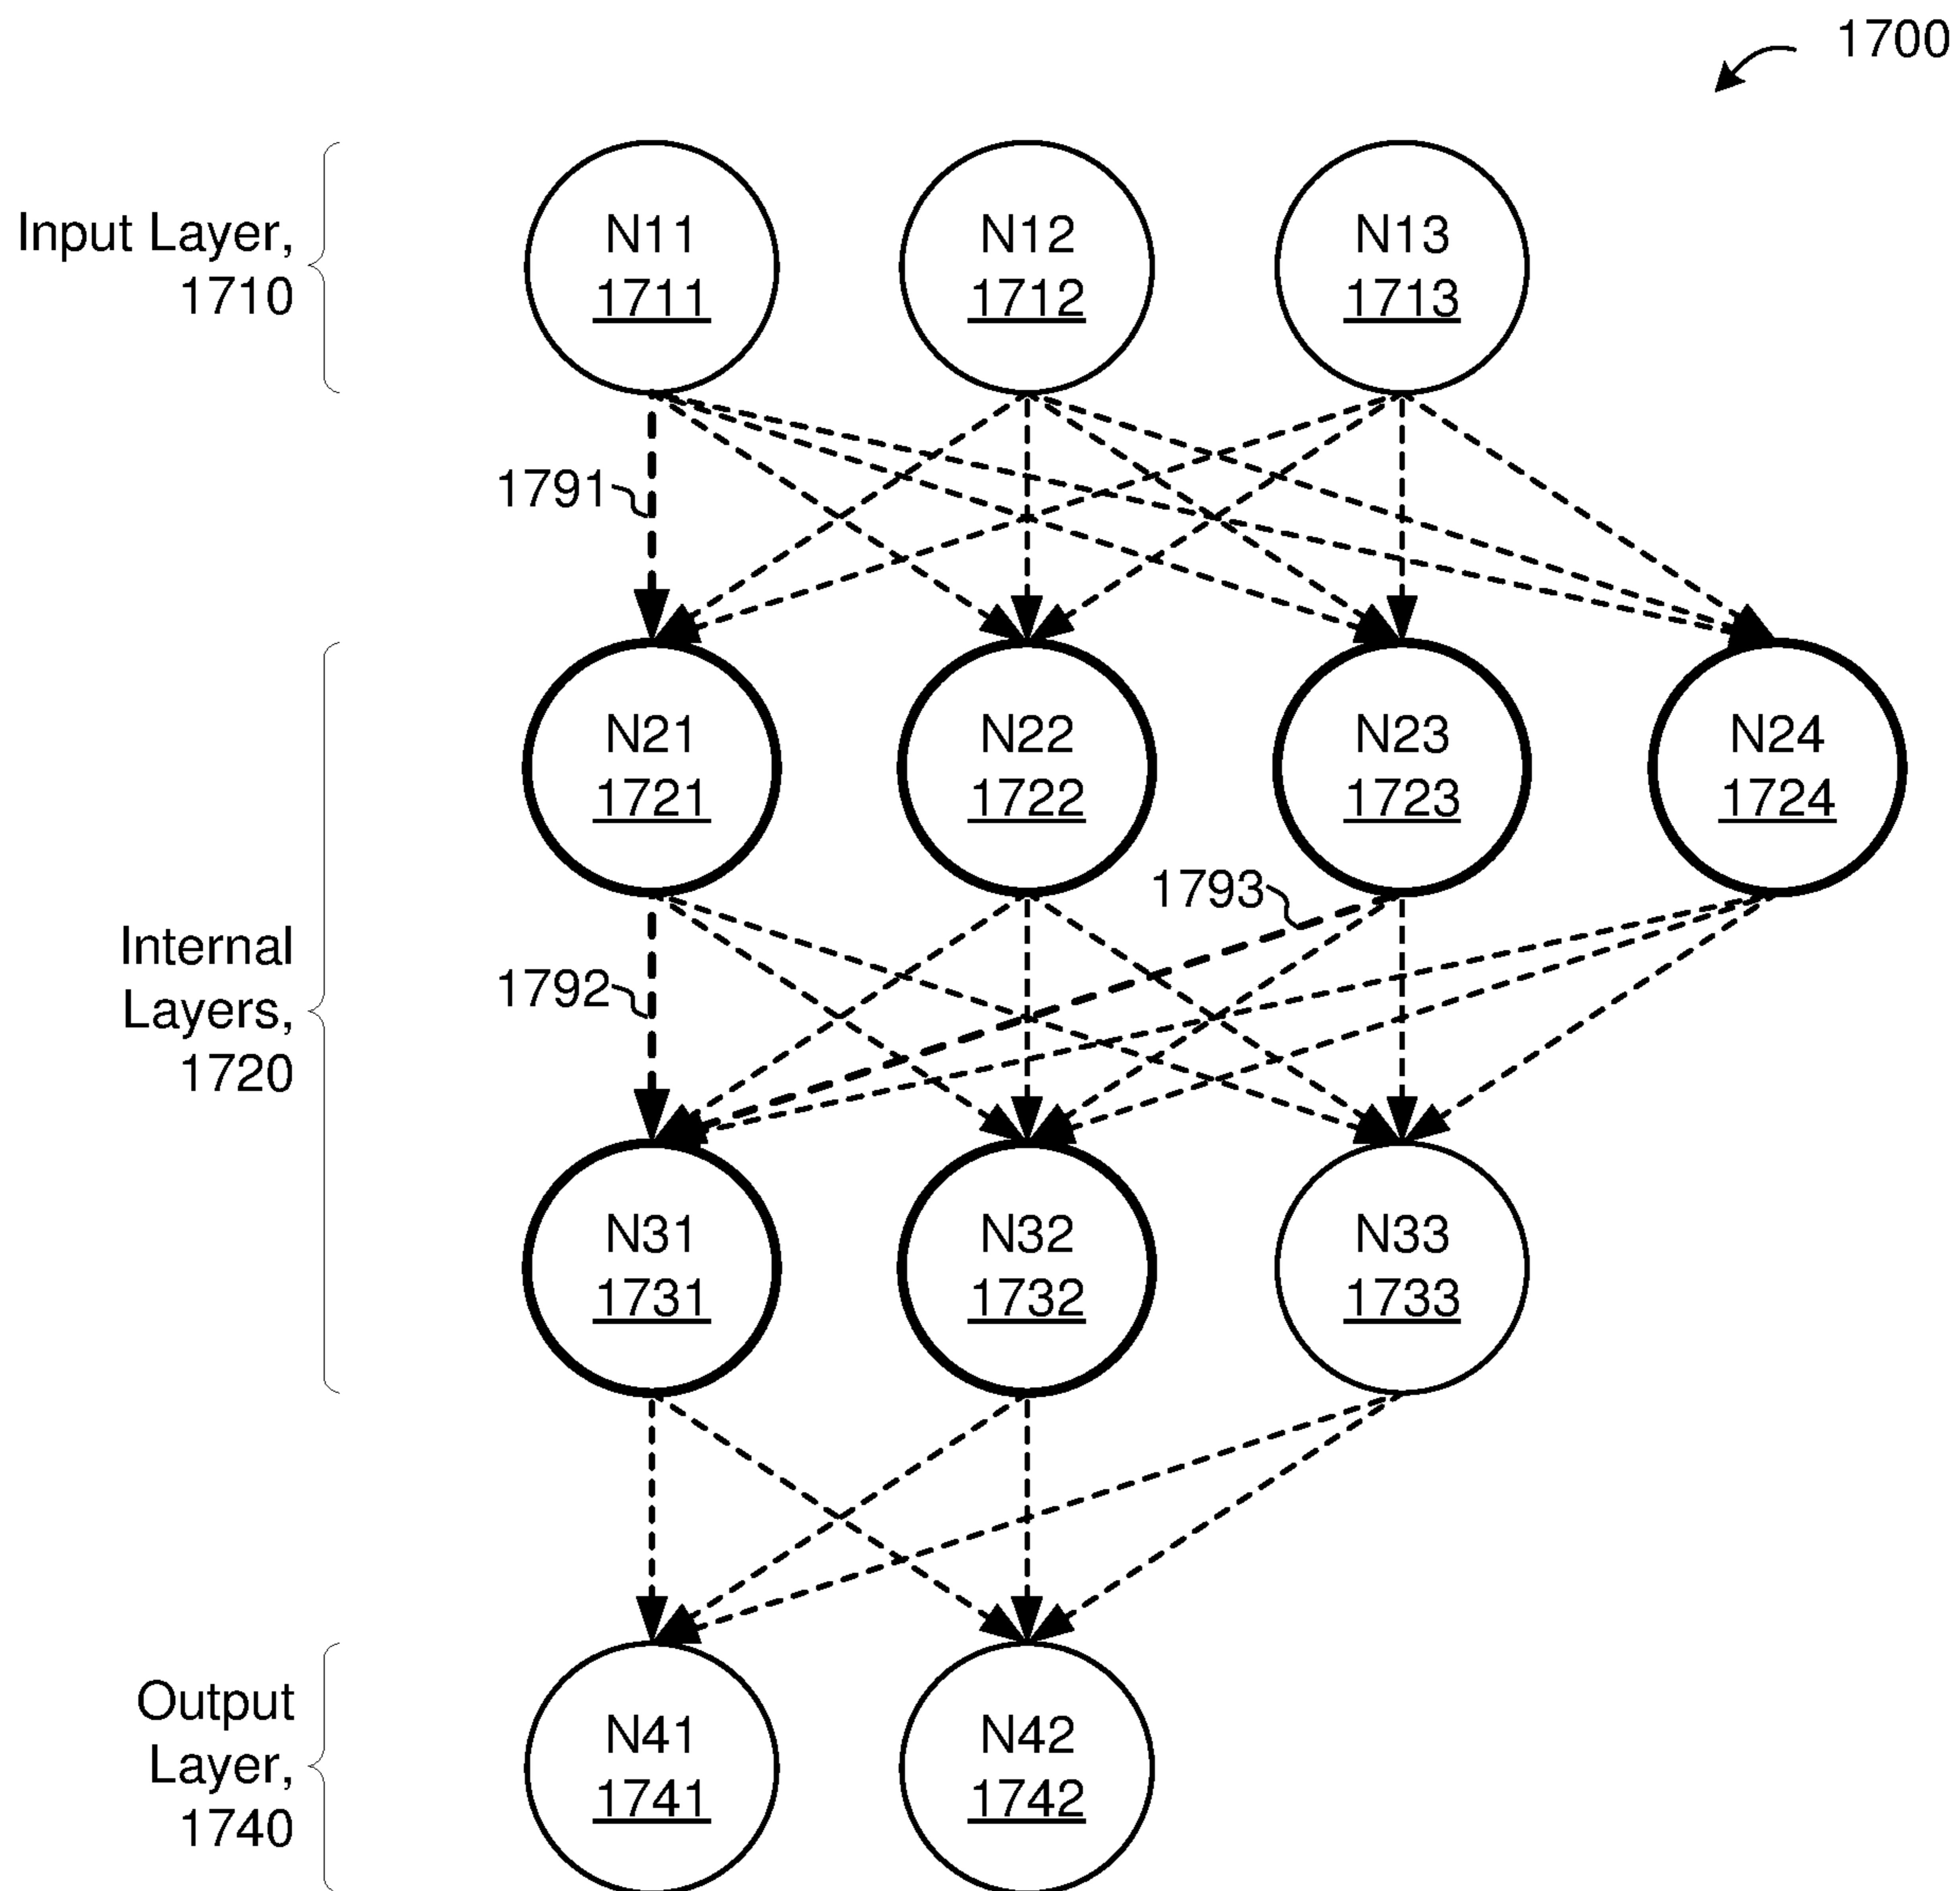 1700
Input Layer,
1710
N11
1711
N12
1712
N13
1713
1791
N21
1721
N22
1722
N23
1723
N24
1724
1793
Internal
Layers,
1720
1792
N31
1731
N32
1732
N33
1733
Output
Layer,
1740
N41
1741
N42
1742